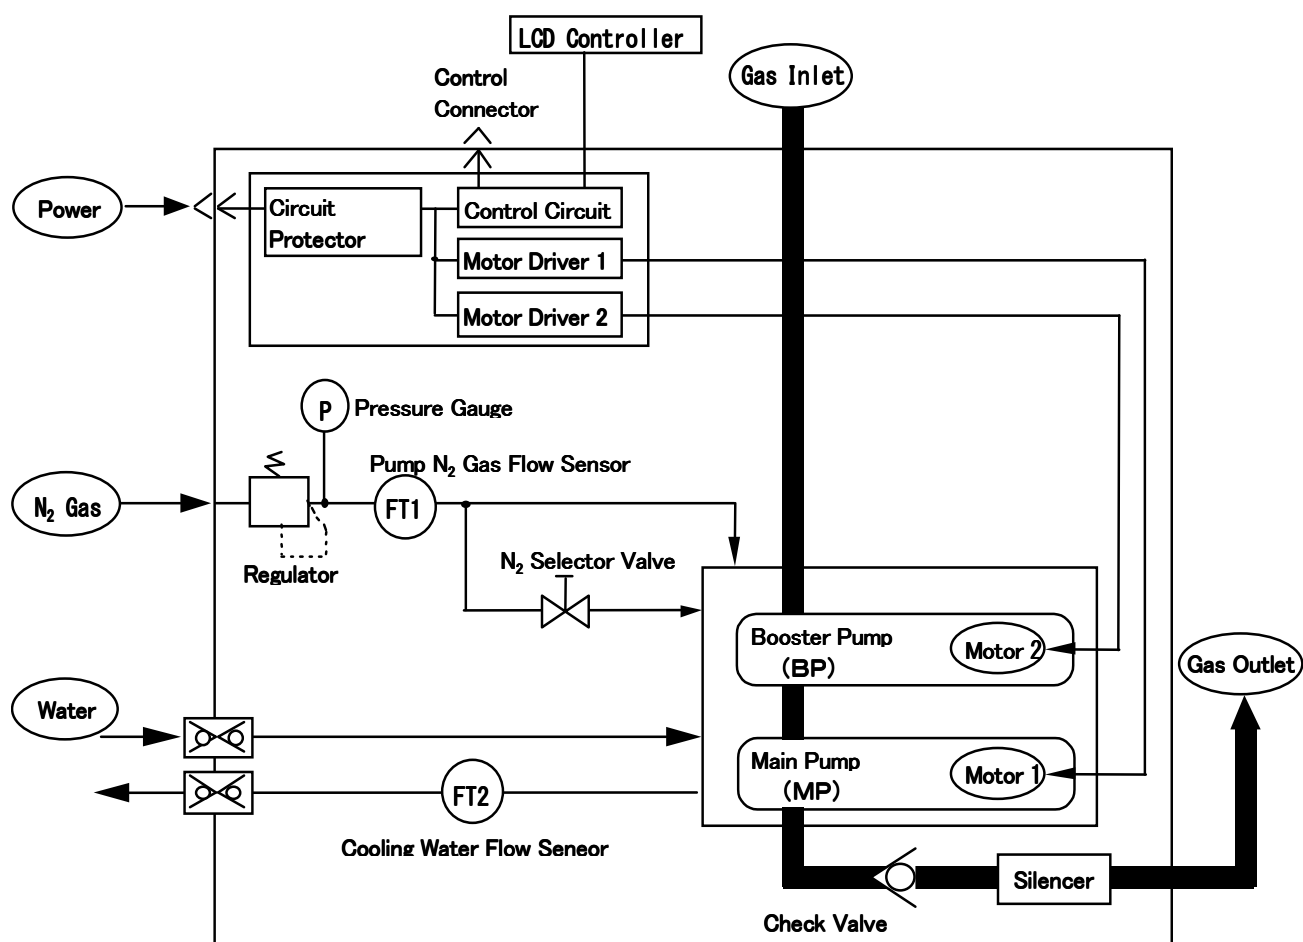 LCD Controller
Control
Connector
Gas Inlet
Power
Circuit
Protector
Control Circuit
Motor Driver 1
Motor Driver 2
P
Pressure Gauge
Pump N₂ Gas Flow Sensor
N₂ Gas
FT1
Regulator
N₂ Selector Valve
Booster Pump
(BP)
Motor 2
Gas Outlet
Water
Main Pump
(MP)
Motor 1
FT2
Cooling Water Flow Seneor
Silencer
Check Valve